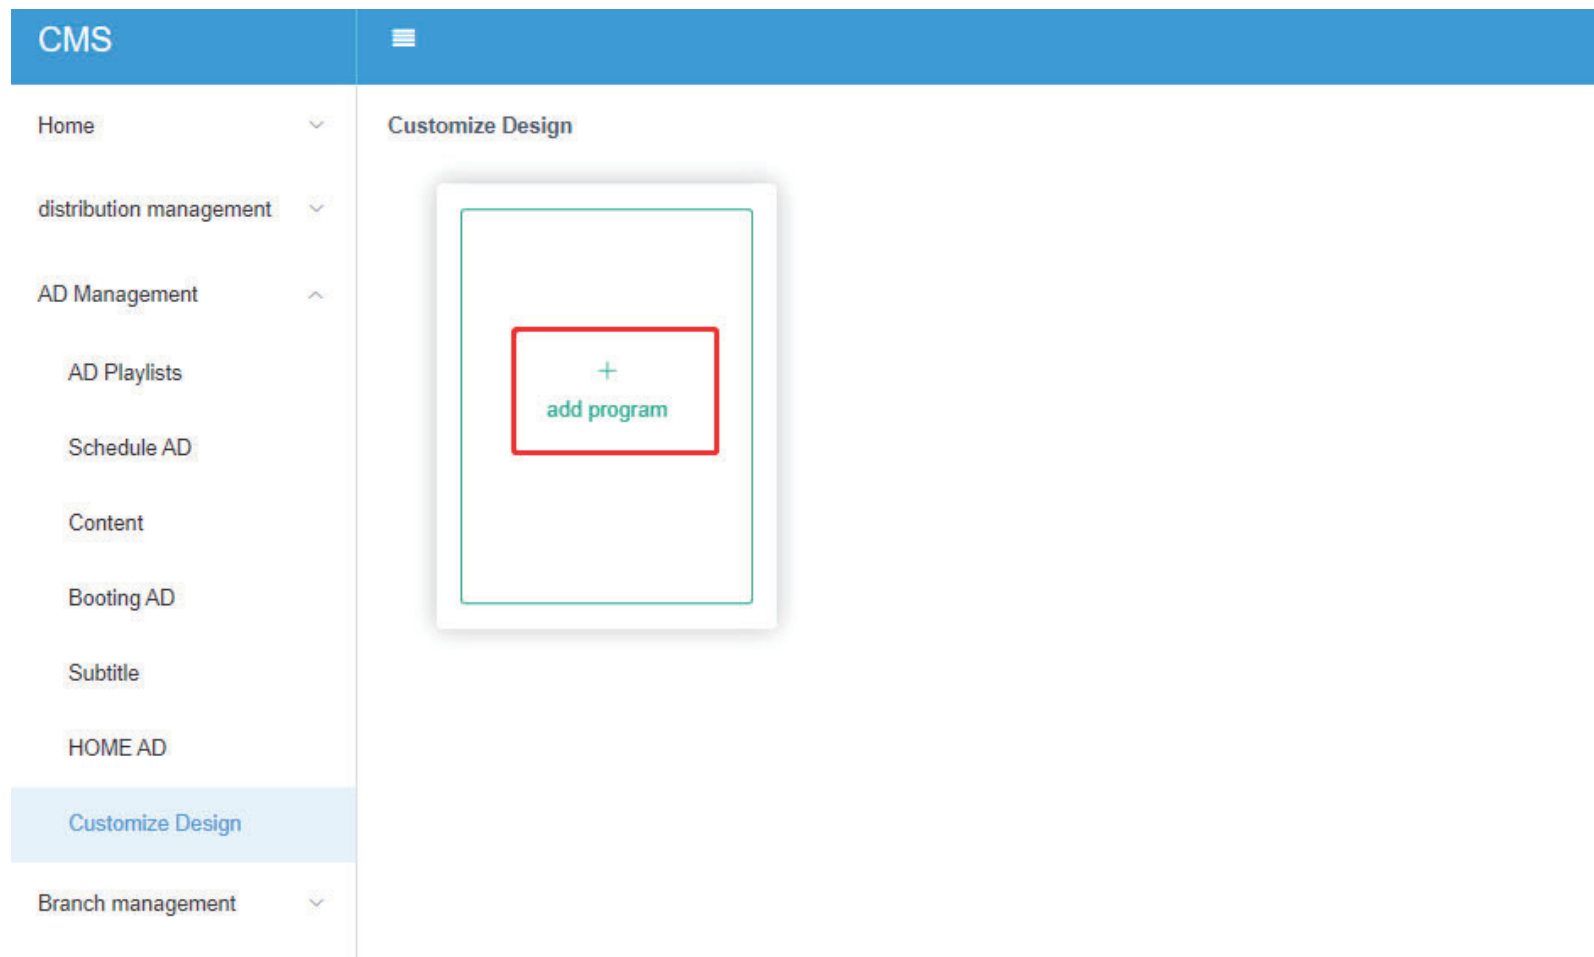 CMS
Home
Customize Design
distribution management
AD Management
AD Playlists
+
add program
Schedule AD
Content
Booting AD
Subtitle
HOME AD
Customize Design
Branch management